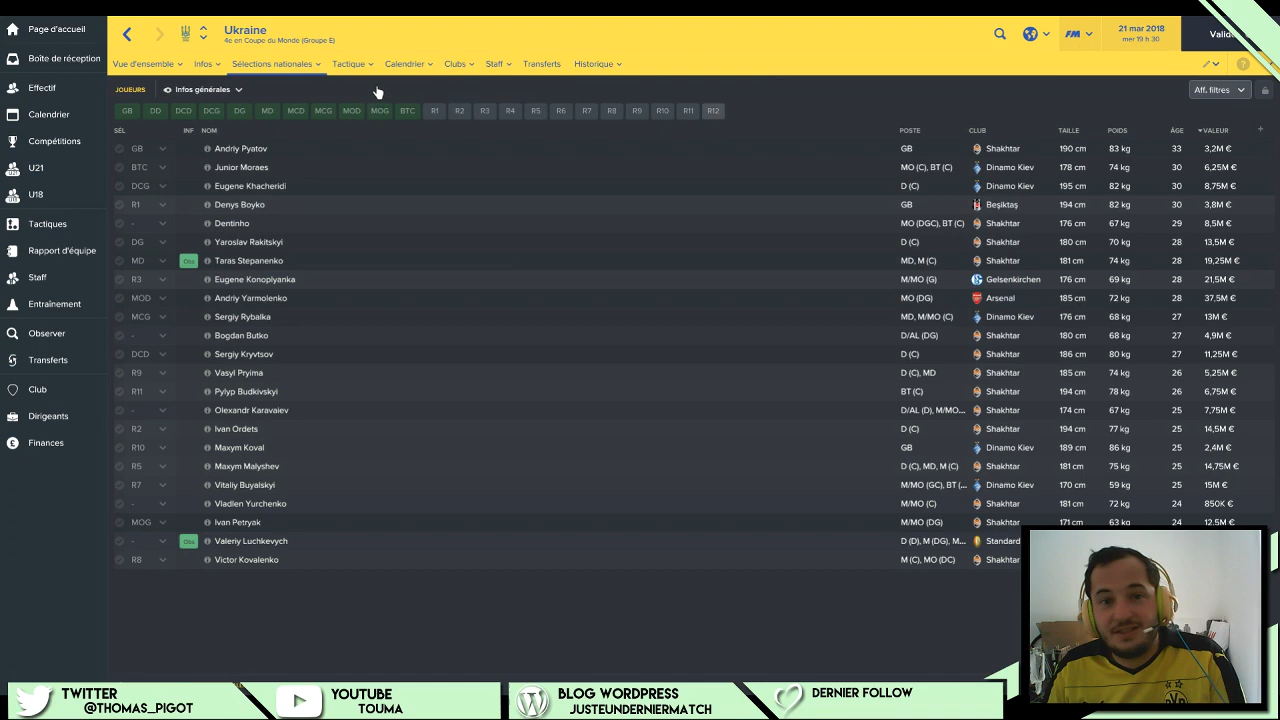 Page d'accueil
Boîte de réception
Effectif
Calendrier
Compétitions
U21
U18
Tactiques
Rapport d'équipe
Staff
Entraînement
Observer
Transferts
Club
Dirigeants
Finances
Ukraine
4e en Coupe du Monde (Groupe E)
FM
21 mar 2018
mer 19 h 30
Valid
Vue d'ensemble Infos Sélections nationales Tactique Calendrier Clubs Staff Transferts Historique
JOUEURS Infos générales Aff. filtres
GB DD DCD DCG DG MD MCD MCG MOD MOG BTC R1 R2 R3 R4 R5 R6 R7 R8 R9 R10 R11 R12
SÉL INF NOM POSTE CLUB TAILLE POIDS ÂGE VALEUR
GB Andriy Pyatov GB Shakhtar 190 cm 83 kg 33 3,2M €
BTC Junior Moraes MO (C), BT (C) Dinamo Kiev 178 cm 74 kg 30 6,25M €
DCG Eugene Khacheridi D (C) Dinamo Kiev 195 cm 82 kg 30 8,75M €
R1 Denys Boyko GB Beşiktaş 194 cm 82 kg 30 3,8M €
- Dentinho MO (DGC), BT (C) Shakhtar 176 cm 67 kg 29 8,5M €
DG Yaroslav Rakitskyi D (C) Shakhtar 180 cm 70 kg 28 13,5M €
MD Obs Taras Stepanenko MD, M (C) Shakhtar 181 cm 74 kg 28 19,25M €
R3 Eugene Konoplyanka M/MO (G) Gelsenkirchen 176 cm 69 kg 28 21,5M €
MOD Andriy Yarmolenko MO (DG) Arsenal 185 cm 72 kg 28 37,5M €
MCG Sergiy Rybalka MD, M/MO (C) Dinamo Kiev 176 cm 68 kg 27 13M €
- Bogdan Butko D/AL (DG) Shakhtar 180 cm 68 kg 27 4,9M €
DCD Sergiy Kryvtsov D (C) Shakhtar 186 cm 80 kg 27 11,25M €
R9 Vasyl Pryima D (C), MD Shakhtar 185 cm 74 kg 26 5,25M €
R11 Pylyp Budkivskyi BT (C) Shakhtar 194 cm 78 kg 26 6,75M €
- Olexandr Karavaiev D/AL (D), M/MO... Shakhtar 174 cm 67 kg 25 7,75M €
R2 Ivan Ordets D (C) Shakhtar 194 cm 77 kg 25 14,5M €
R10 Maxym Koval GB Dinamo Kiev 189 cm 86 kg 25 2,4M €
R5 Maxym Malyshev D (C), MD, M (C) Shakhtar 181 cm 75 kg 25 14,75M €
R7 Vitaliy Buyalskyi M/MO (GC), BT (... Dinamo Kiev 170 cm 59 kg 25 15M €
- Vladlen Yurchenko M/MO (C) Shakhtar 181 cm 72 kg 24 850K €
MOG Ivan Petryak M/MO (DG) Shakhtar 171 cm 63 kg 24 12,5M €
- Obs Valeriy Luchkevych D (D), M (DG), M... Standard
R8 Victor Kovalenko M (C), MO (DC) Shakhtar
TWITTER
@THOMAS_PIGOT
YOUTUBE
TOUMA
BLOG WORDPRESS
JUSTEUNDERNIERMATCH
DERNIER FOLLOW